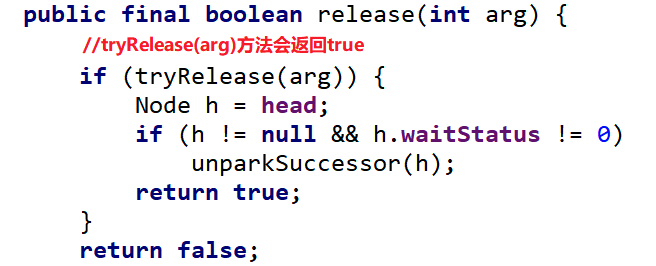 public final boolean release(int arg) {
//tryRelease(arg)方法会返回true
if (tryRelease(arg)) {
Node h = head;
if (h != null && h.waitStatus != 0)
unparkSuccessor(h);
return true;
}
return false;